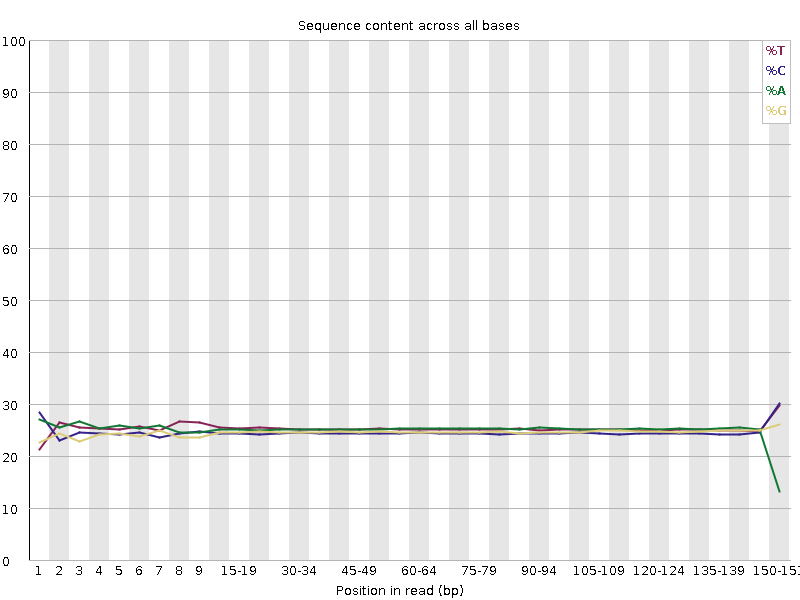 Sequence content across all bases
100
90
80
70
60
50
40
30
20
10
0
%T
%C
%A
%G
1 2 3 4 5 6 7 8 9 15-19 30-34 45-49 60-64 75-79 90-94 105-109 120-124 135-139 150-151
Position in read (bp)